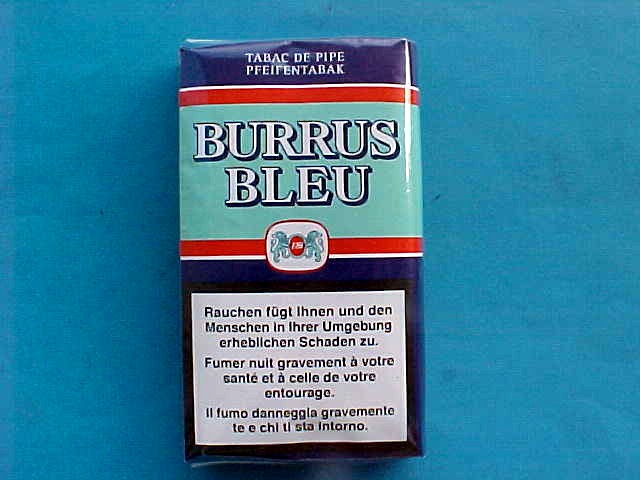 TABAC DE PIPE
PFEIFENTABAK
BURRUS
BLEU
Rauchen fügt Ihnen und den
Menschen in Ihrer Umgebung
erheblichen Schaden zu.
Fumer nuit gravement à votre
santé et à celle de votre
entourage.
Il fumo danneggia gravemente
te e chi ti sta intorno.